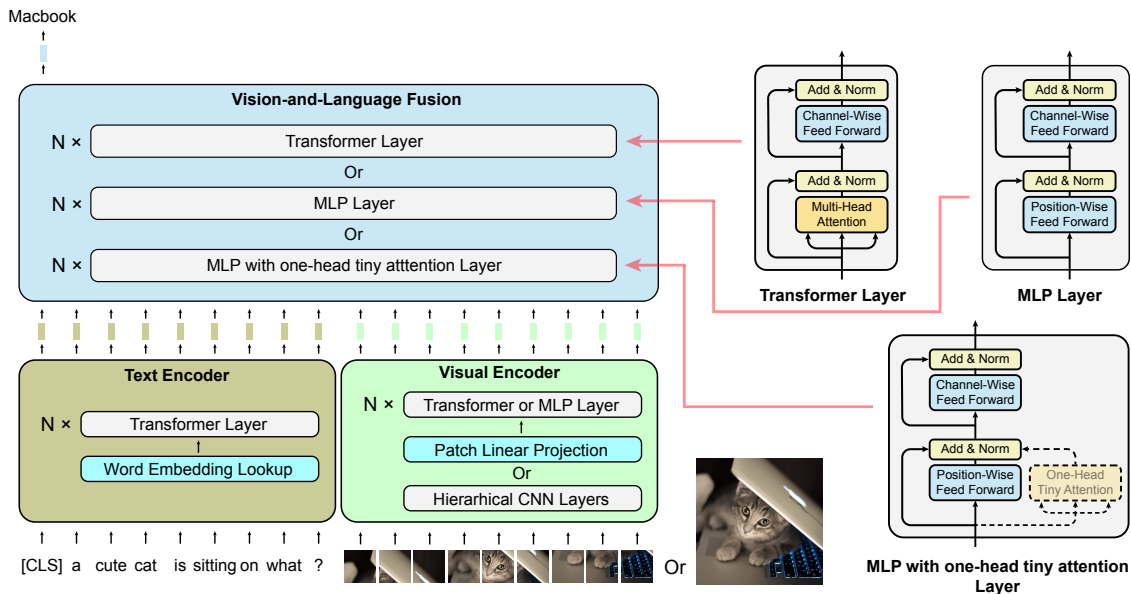 Macbook
Vision-and-Language Fusion
N × Transformer Layer
Or
N × MLP Layer
Or
N × MLP with one-head tiny atttention Layer
Text Encoder
N × Transformer Layer
Word Embedding Lookup
Visual Encoder
N × Transformer or MLP Layer
Patch Linear Projection
Or
Hierarhical CNN Layers
[CLS] a cute cat is sitting on what ?
Or
Add & Norm
Channel-Wise
Feed Forward
Add & Norm
Multi-Head
Attention
Transformer Layer
Add & Norm
Channel-Wise
Feed Forward
Add & Norm
Position-Wise
Feed Forward
MLP Layer
Add & Norm
Channel-Wise
Feed Forward
Add & Norm
Position-Wise
Feed Forward
One-Head
Tiny Attention
MLP with one-head tiny attention
Layer